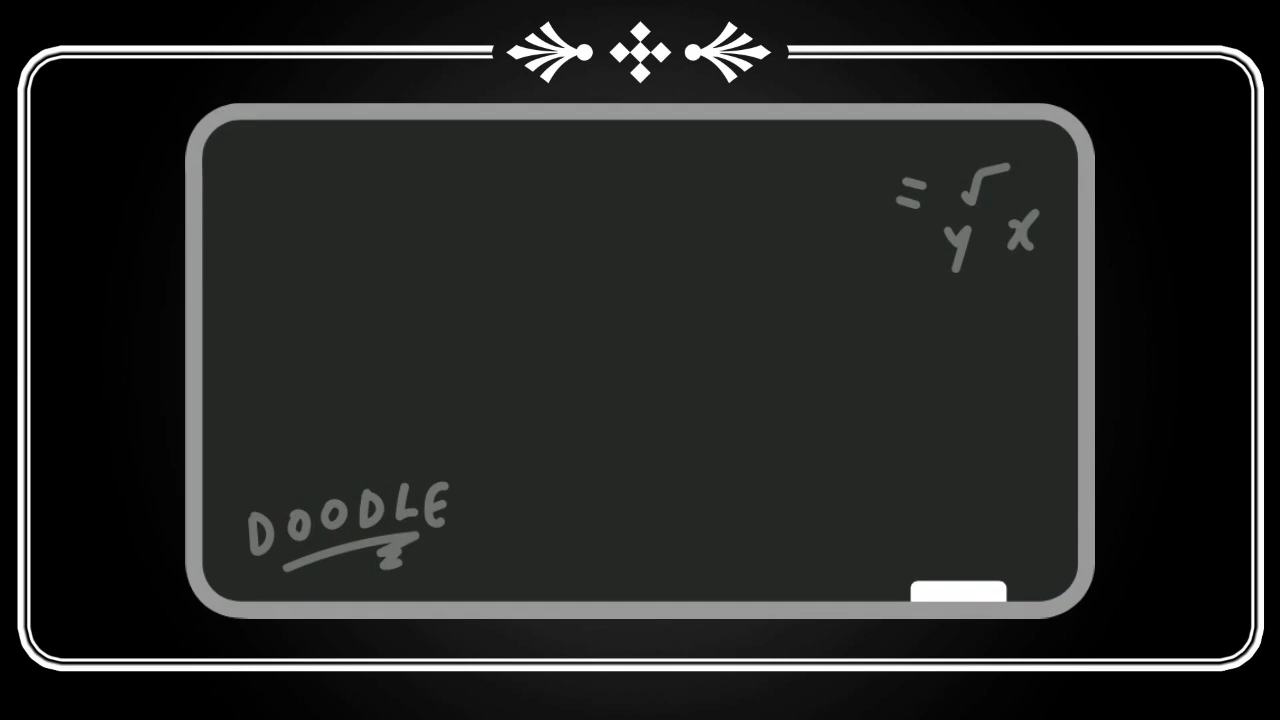 = √
y x
DOODLE